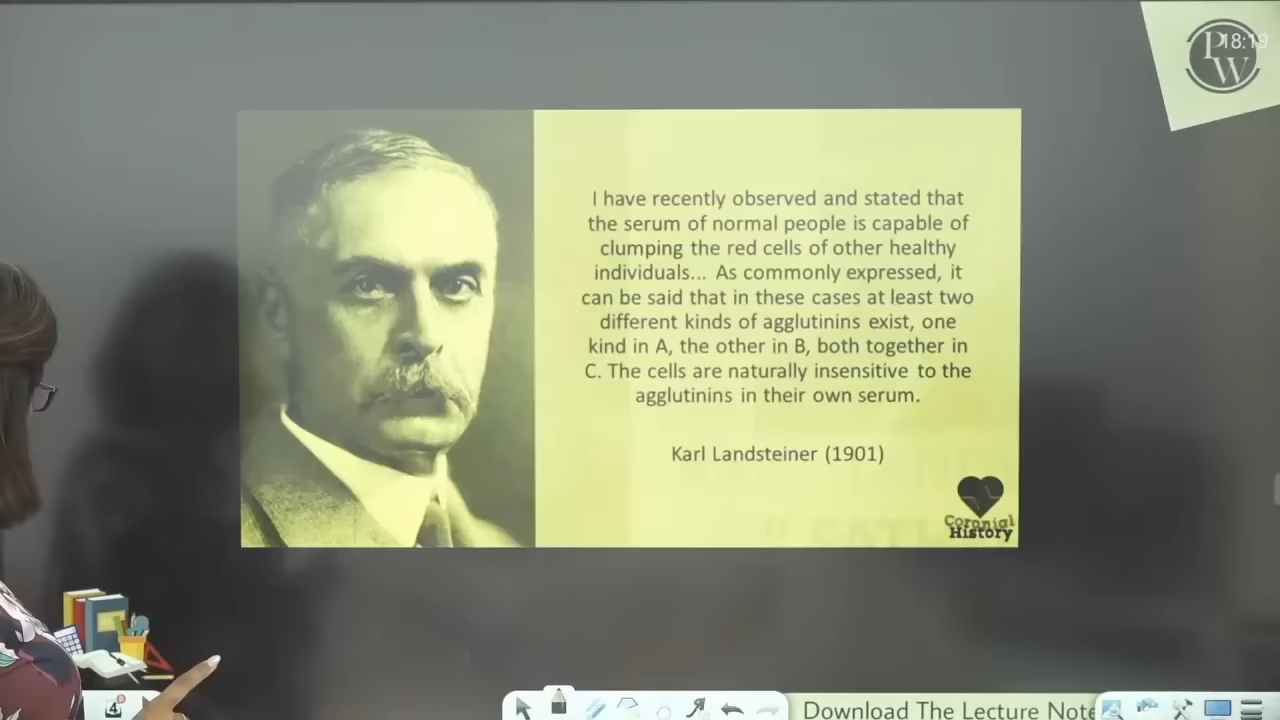 18:19
PW
I have recently observed and stated that
the serum of normal people is capable of
clumping the red cells of other healthy
individuals... As commonly expressed, it
can be said that in these cases at least two
different kinds of agglutinins exist, one
kind in A, the other in B, both together in
C. The cells are naturally insensitive to the
agglutinins in their own serum.
Karl Landsteiner (1901)
Coronial
History
4
Download The Lecture Note